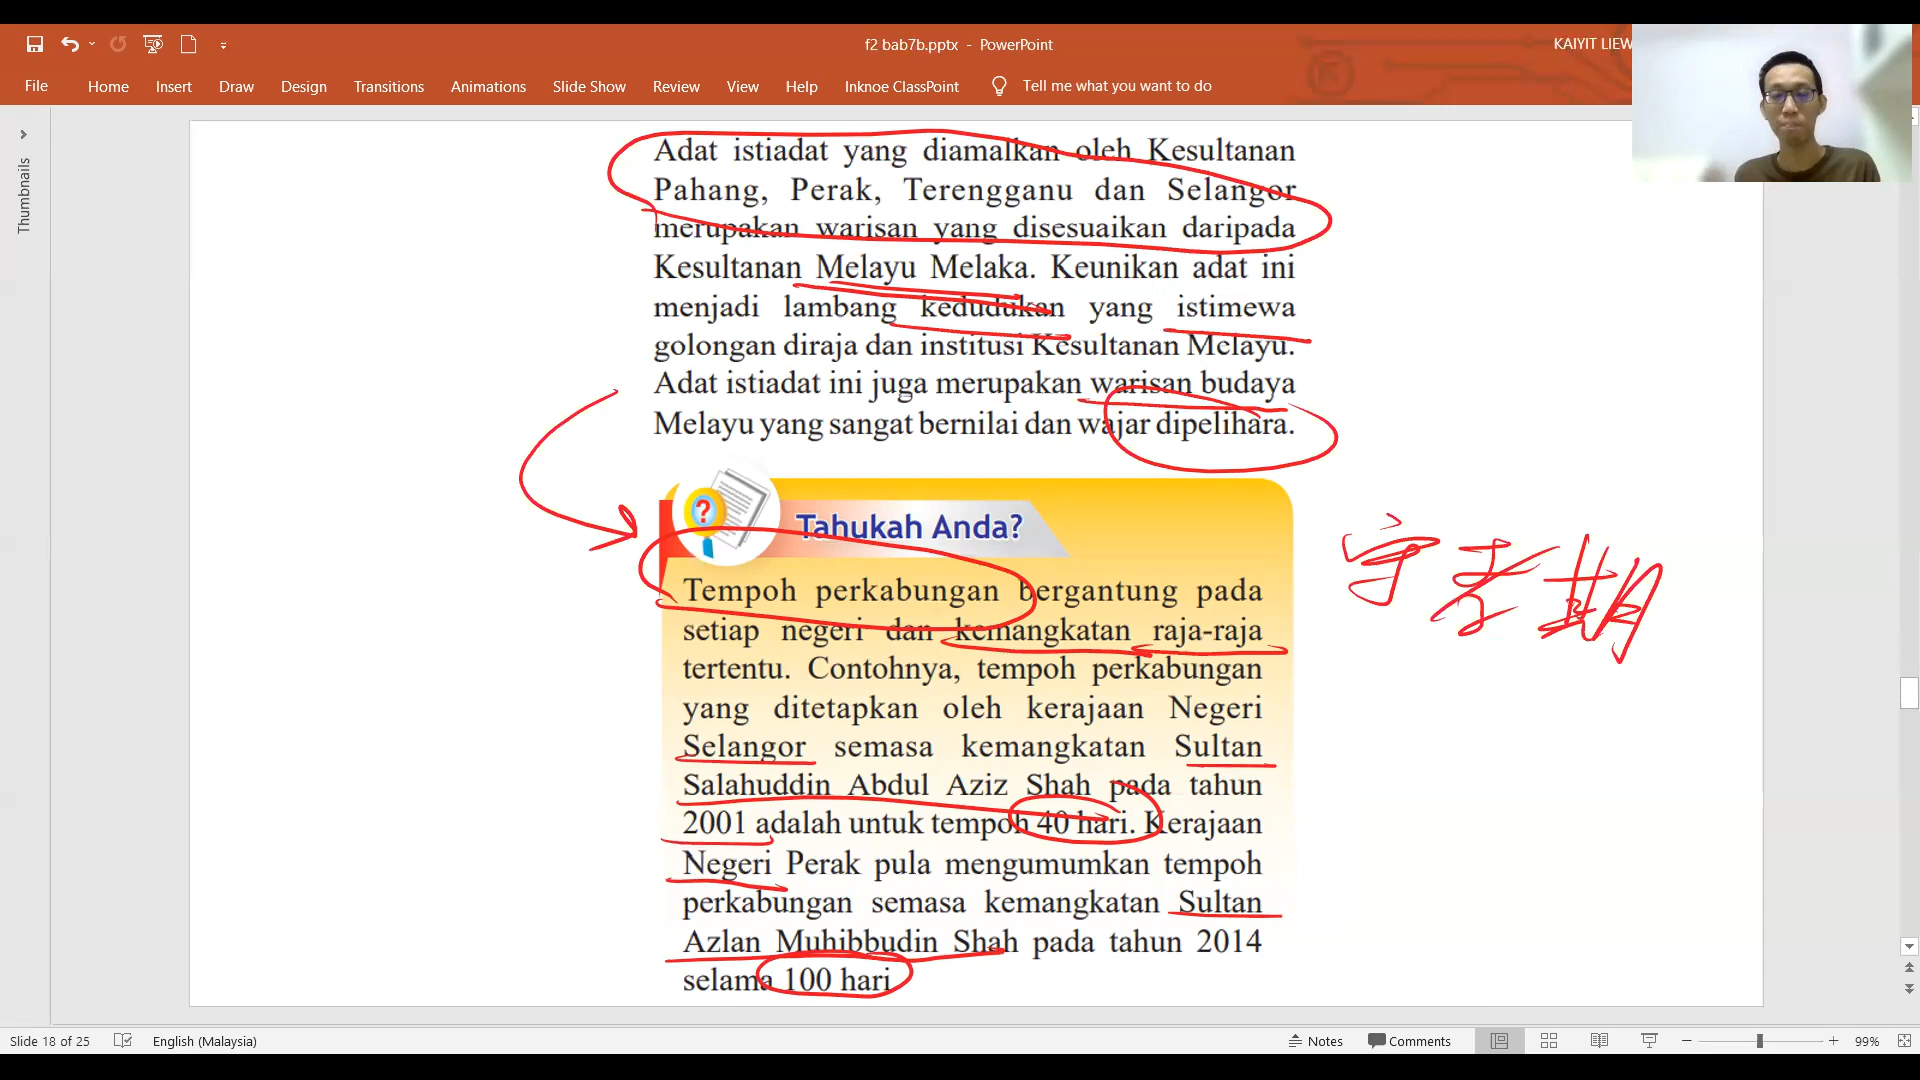 f2 bab7b.pptx - PowerPoint
KAIYIT LIEW
File Home Insert Draw Design Transitions Animations Slide Show Review View Help Inknoe ClassPoint Tell me what you want to do
Thumbnails
Adat istiadat yang diamalkan oleh Kesultanan
Pahang, Perak, Terengganu dan Selangor
merupakan warisan yang disesuaikan daripada
Kesultanan Melayu Melaka. Keunikan adat ini
menjadi lambang kedudukan yang istimewa
golongan diraja dan institusi Kesultanan Melayu.
Adat istiadat ini juga merupakan warisan budaya
Melayu yang sangat bernilai dan wajar dipelihara.
?
Tahukah Anda?
Tempoh perkabungan bergantung pada
setiap negeri dan kemangkatan raja-raja
tertentu. Contohnya, tempoh perkabungan
yang ditetapkan oleh kerajaan Negeri
Selangor semasa kemangkatan Sultan
Salahuddin Abdul Aziz Shah pada tahun
2001 adalah untuk tempoh 40 hari. Kerajaan
Negeri Perak pula mengumumkan tempoh
perkabungan semasa kemangkatan Sultan
Azlan Muhibbudin Shah pada tahun 2014
selama 100 hari
守孝期
Slide 18 of 25 English (Malaysia) Notes Comments 99%